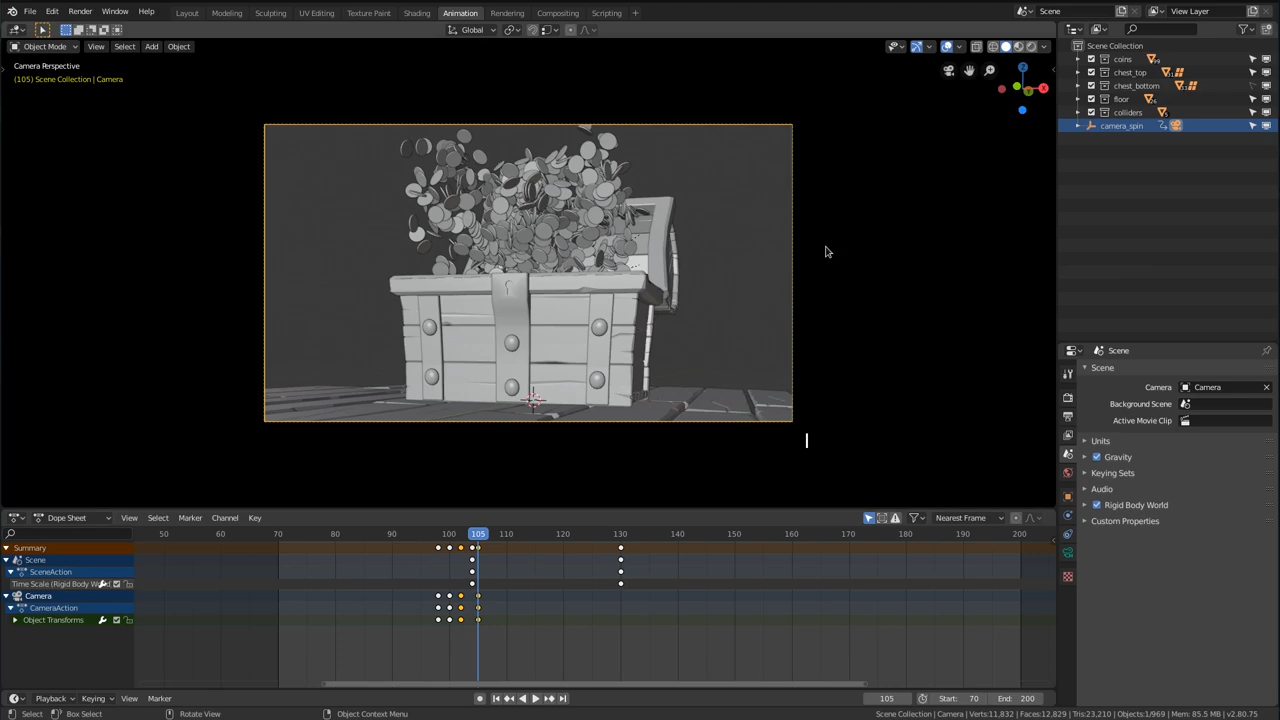 File Edit Render Window Help Layout Modeling Sculpting UV Editing Texture Paint Shading Animation Rendering Compositing Scripting + Scene View Layer
Object Mode View Select Add Object Global
Camera Perspective
(105) Scene Collection | Camera
Z
Scene Collection
coins
chest_top
chest_bottom
floor
colliders
camera_spin
Scene
Scene
Camera Camera
Background Scene
Active Movie Clip
Units
Gravity
Keying Sets
Audio
Rigid Body World
Custom Properties
Dope Sheet View Select Marker Channel Key Nearest Frame
50 60 70 80 90 100 105 110 120 130 140 150 160 170 180 190 200
Summary
Scene
SceneAction
Time Scale (Rigid Body World
Camera
CameraAction
Object Transforms
Playback Keying View Marker 105 Start: 70 End: 200
Select Box Select Rotate View Object Context Menu Scene Collection | Camera | Verts:11,832 | Faces:12,829 | Tris:23,210 | Objects:1/969 | Mem: 85.5 MB | v2.80.75